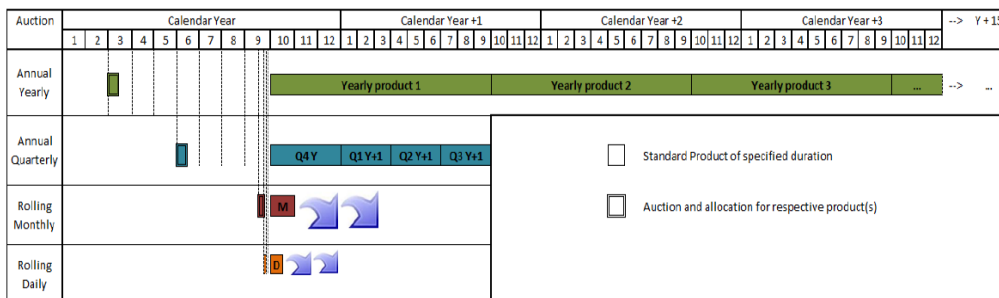 Auction Calendar Year Calendar Year +1 Calendar Year +2 Calendar Year +3 --> Y + 15
1 2 3 4 5 6 7 8 9 10 11 12 1 2 3 4 5 6 7 8 9 10 11 12 1 2 3 4 5 6 7 8 9 10 11 12 1 2 3 4 5 6 7 8 9 10 11 12
Annual
Yearly
Yearly product 1 Yearly product 2 Yearly product 3 ... --> ...
Annual
Quarterly
Q4 Y Q1 Y+1 Q2 Y+1 Q3 Y+1
Standard Product of specified duration
Rolling
Monthly
M
Auction and allocation for respective product(s)
Rolling
Daily
D